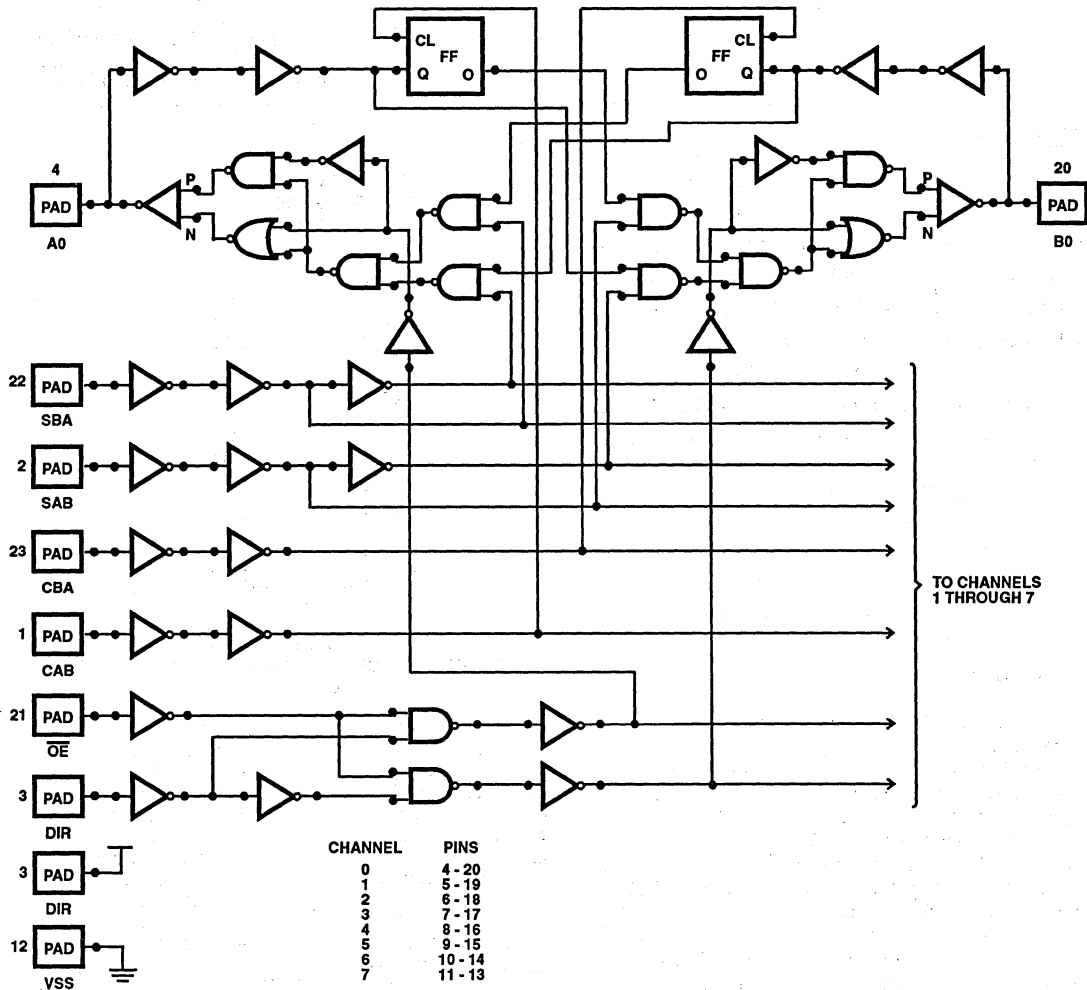 CL FF Q O
FF CL O Q
4 PAD A0
P
N
P
N
20 PAD B0
22 PAD SBA
2 PAD SAB
23 PAD CBA
1 PAD CAB
21 PAD OE
3 PAD DIR
3 PAD DIR
12 PAD VSS
TO CHANNELS
1 THROUGH 7
CHANNEL PINS
0 4 - 20
1 5 - 19
2 6 - 18
3 7 - 17
4 8 - 16
5 9 - 15
6 10 - 14
7 11 - 13